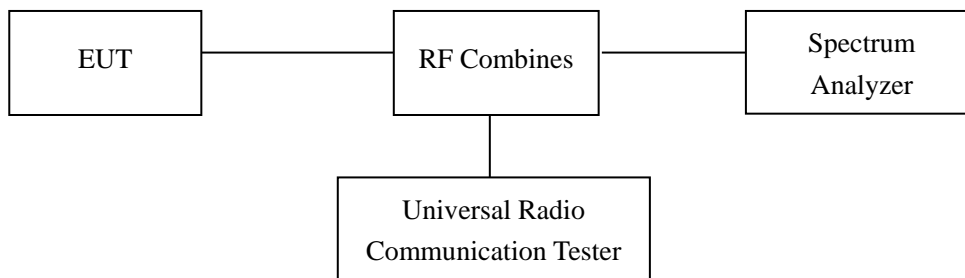 EUT
RF Combines
Spectrum
Analyzer
Universal Radio
Communication Tester